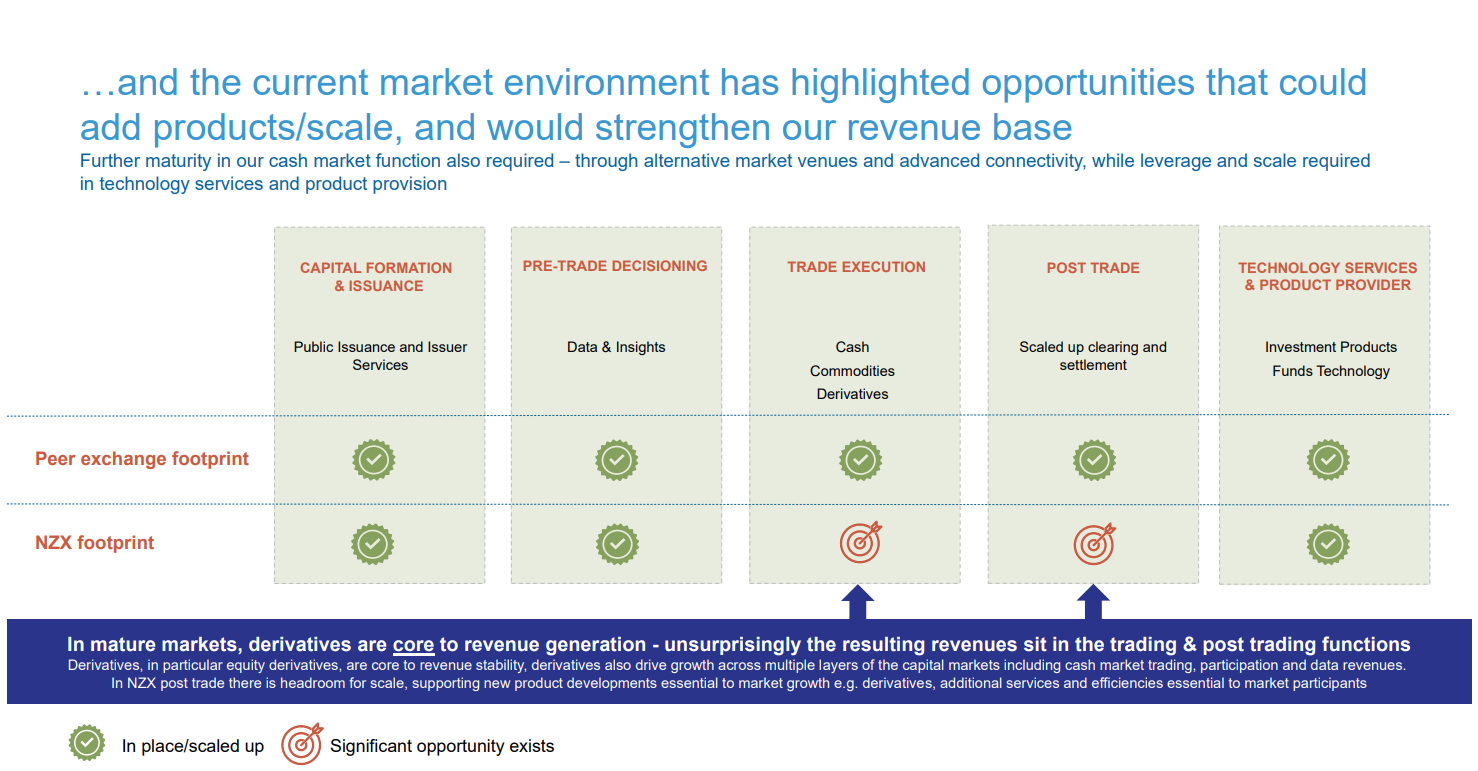 …and the current market environment has highlighted opportunities that could
add products/scale, and would strengthen our revenue base
Further maturity in our cash market function also required – through alternative market venues and advanced connectivity, while leverage and scale required
in technology services and product provision
CAPITAL FORMATION
& ISSUANCE
Public Issuance and Issuer
Services
PRE-TRADE DECISIONING
Data & Insights
TRADE EXECUTION
Cash
Commodities
Derivatives
POST TRADE
Scaled up clearing and
settlement
TECHNOLOGY SERVICES
& PRODUCT PROVIDER
Investment Products
Funds Technology
Peer exchange footprint
NZX footprint
In mature markets, derivatives are core to revenue generation - unsurprisingly the resulting revenues sit in the trading & post trading functions
Derivatives, in particular equity derivatives, are core to revenue stability, derivatives also drive growth across multiple layers of the capital markets including cash market trading, participation and data revenues.
In NZX post trade there is headroom for scale, supporting new product developments essential to market growth e.g. derivatives, additional services and efficiencies essential to market participants
In place/scaled up
Significant opportunity exists